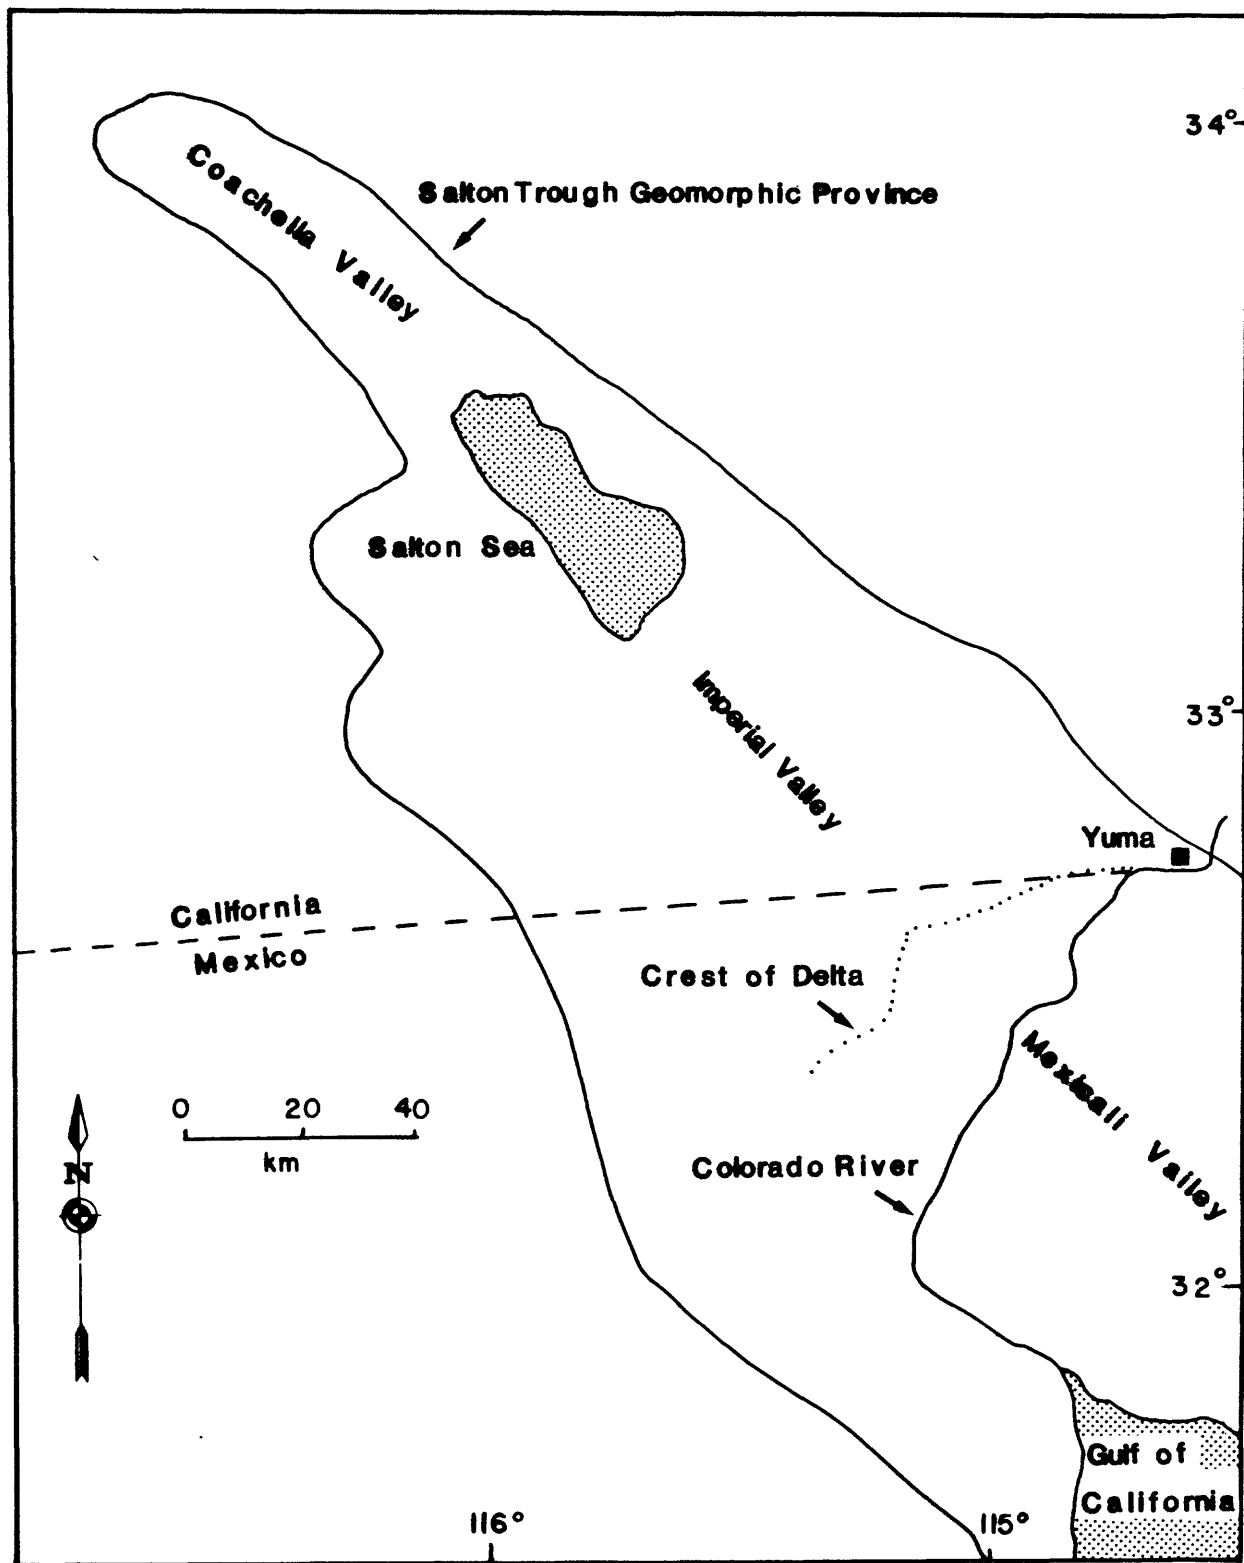 34°
Coachella Valley
Salton Trough Geomorphic Province
Salton Sea
Imperial Valley
33°
Yuma
California
Mexico
Crest of Delta
Mexicali Valley
0 20 40
km
N
Colorado River
32°
Gulf of
California
116°
115°